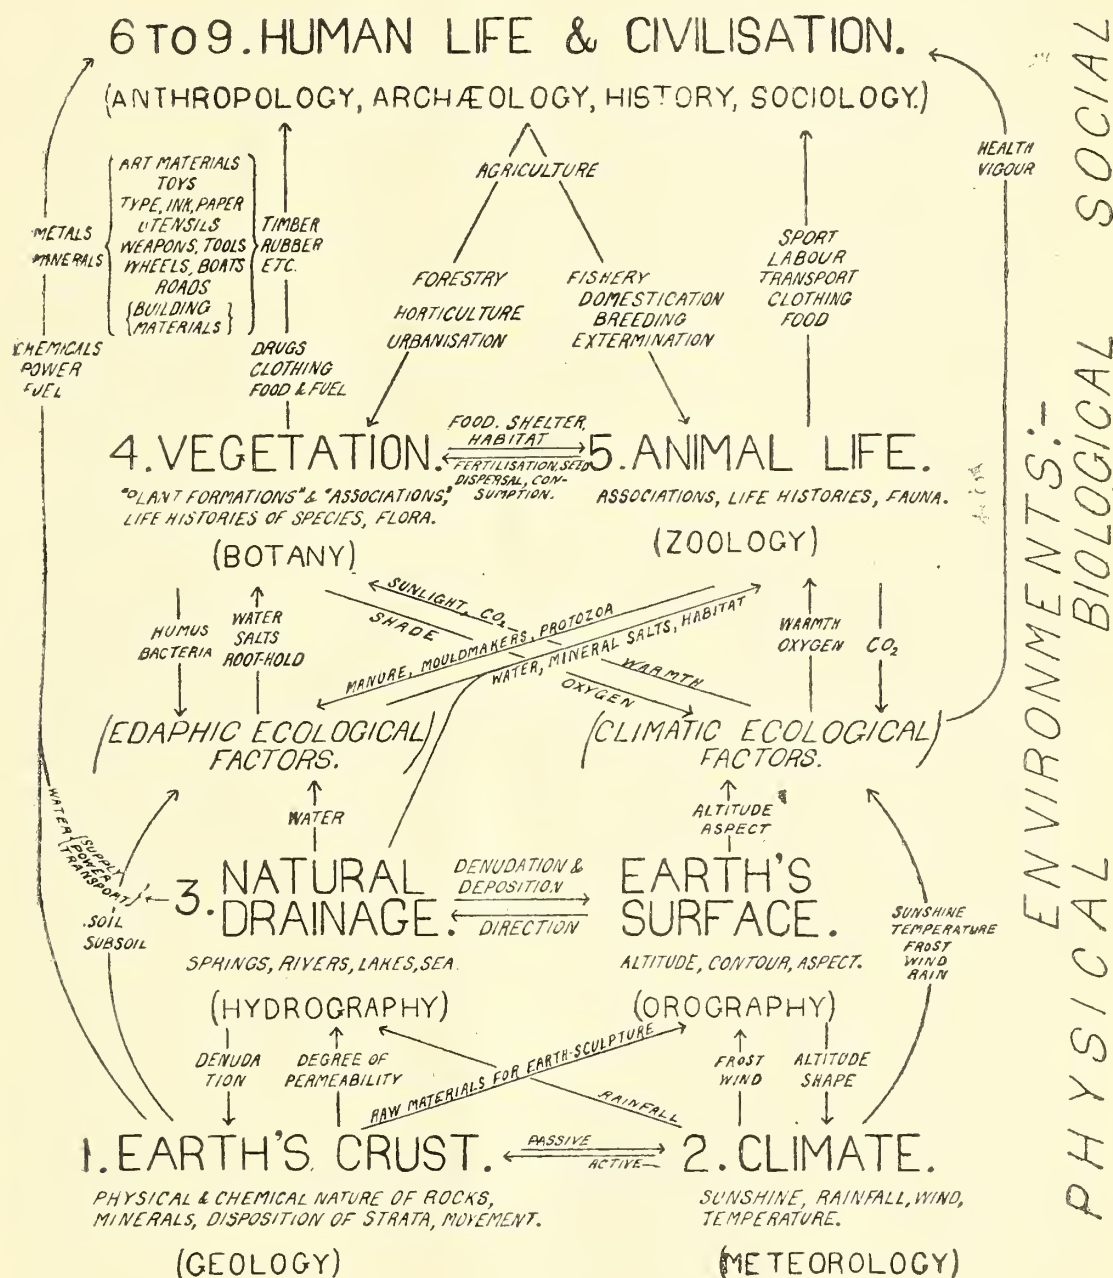 6 TO 9. HUMAN LIFE & CIVILISATION.
(ANTHROPOLOGY, ARCHÆOLOGY, HISTORY, SOCIOLOGY.)
HEALTH
VIGOUR
AGRICULTURE
METALS
MINERALS
ART MATERIALS
TOYS
TYPE, INK, PAPER
UTENSILS
WEAPONS, TOOLS
WHEELS, BOATS
ROADS
{BUILDING
MATERIALS}
TIMBER
RUBBER
ETC.
FORESTRY
HORTICULTURE
URBANISATION
FISHERY
DOMESTICATION
BREEDING
EXTERMINATION
SPORT
LABOUR
TRANSPORT
CLOTHING
FOOD
CHEMICALS
POWER
FUEL
DRUGS
CLOTHING
FOOD & FUEL
4. VEGETATION.
FOOD. SHELTER,
HABITAT
FERTILISATION, SEED
DISPERSAL, CON-
SUMPTION.
5. ANIMAL LIFE.
"PLANT FORMATIONS" & "ASSOCIATIONS,"
LIFE HISTORIES OF SPECIES, FLORA.
(BOTANY)
ASSOCIATIONS, LIFE HISTORIES, FAUNA.
(ZOOLOGY)
HUMUS
BACTERIA
WATER
SALTS
ROOT-HOLD
SUNLIGHT, CO2
SHADE
MANURE, MOULDMAKERS, PROTOZOA
WATER, MINERAL SALTS, HABITAT
WARMTH
OXYGEN
WARMTH
OXYGEN
CO2
(EDAPHIC ECOLOGICAL
FACTORS.)
(CLIMATIC ECOLOGICAL
FACTORS.)
WATER
ALTITUDE
ASPECT
WATER
(SUPPLY
POWER
TRANSPORT)
SOIL
SUBSOIL
3. NATURAL
DRAINAGE.
DENUDATION &
DEPOSITION
DIRECTION
EARTH'S
SURFACE.
SUNSHINE
TEMPERATURE
FROST
WIND
RAIN
SPRINGS, RIVERS, LAKES, SEA.
(HYDROGRAPHY)
ALTITUDE, CONTOUR, ASPECT.
(OROGRAPHY)
DENUDA
TION
DEGREE OF
PERMEABILITY
RAW MATERIALS FOR EARTH-SCULPTURE
RAINFALL
FROST
WIND
ALTITUDE
SHAPE
1. EARTH'S CRUST.
PASSIVE
ACTIVE
2. CLIMATE.
PHYSICAL & CHEMICAL NATURE OF ROCKS,
MINERALS, DISPOSITION OF STRATA, MOVEMENT.
(GEOLOGY)
SUNSHINE, RAINFALL, WIND,
TEMPERATURE.
(METEOROLOGY)
ENVIRONMENTS:-
PHYSICAL BIOLOGICAL SOCIAL